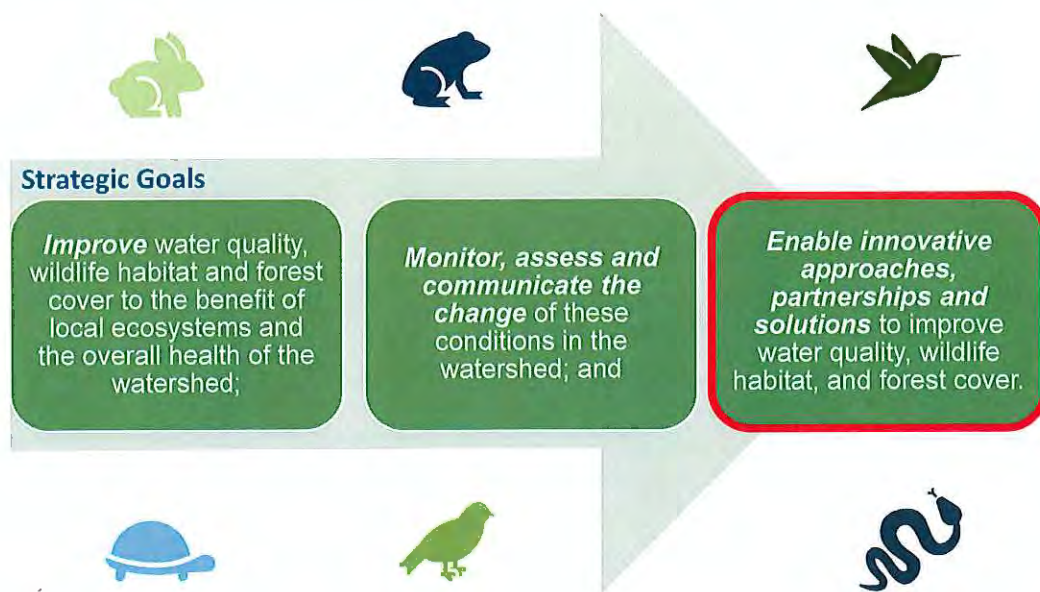 Strategic Goals
Improve water quality,
wildlife habitat and forest
cover to the benefit of
local ecosystems and
the overall health of the
watershed;
Monitor, assess and
communicate the
change of these
conditions in the
watershed; and
Enable innovative
approaches,
partnerships and
solutions to improve
water quality, wildlife
habitat, and forest cover.